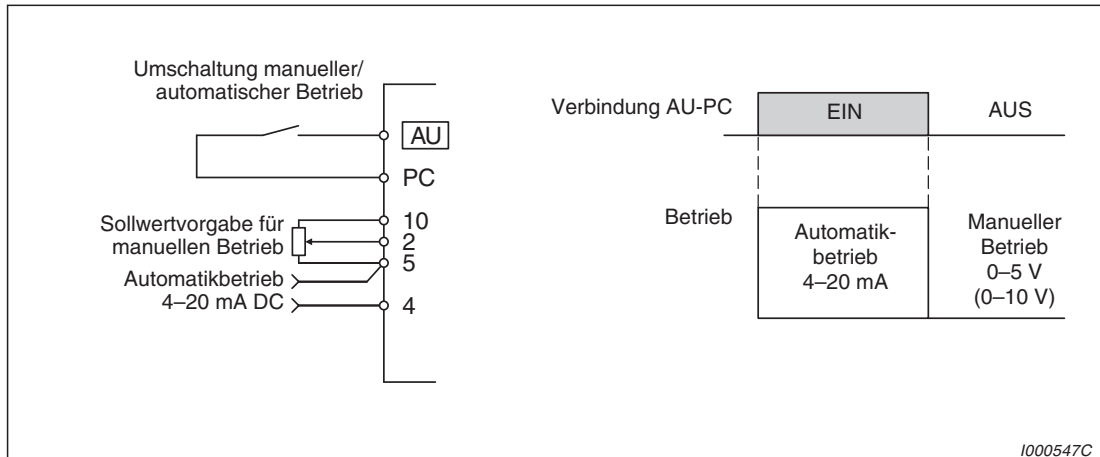 Umschaltung manueller/
automatischer Betrieb
AU
PC
Sollwertvorgabe für
manuellen Betrieb
10
2
5
Automatikbetrieb
4–20 mA DC
4
Verbindung AU-PC
EIN
AUS
Betrieb
Automatik-
betrieb
4–20 mA
Manueller
Betrieb
0–5 V
(0–10 V)
I000547C